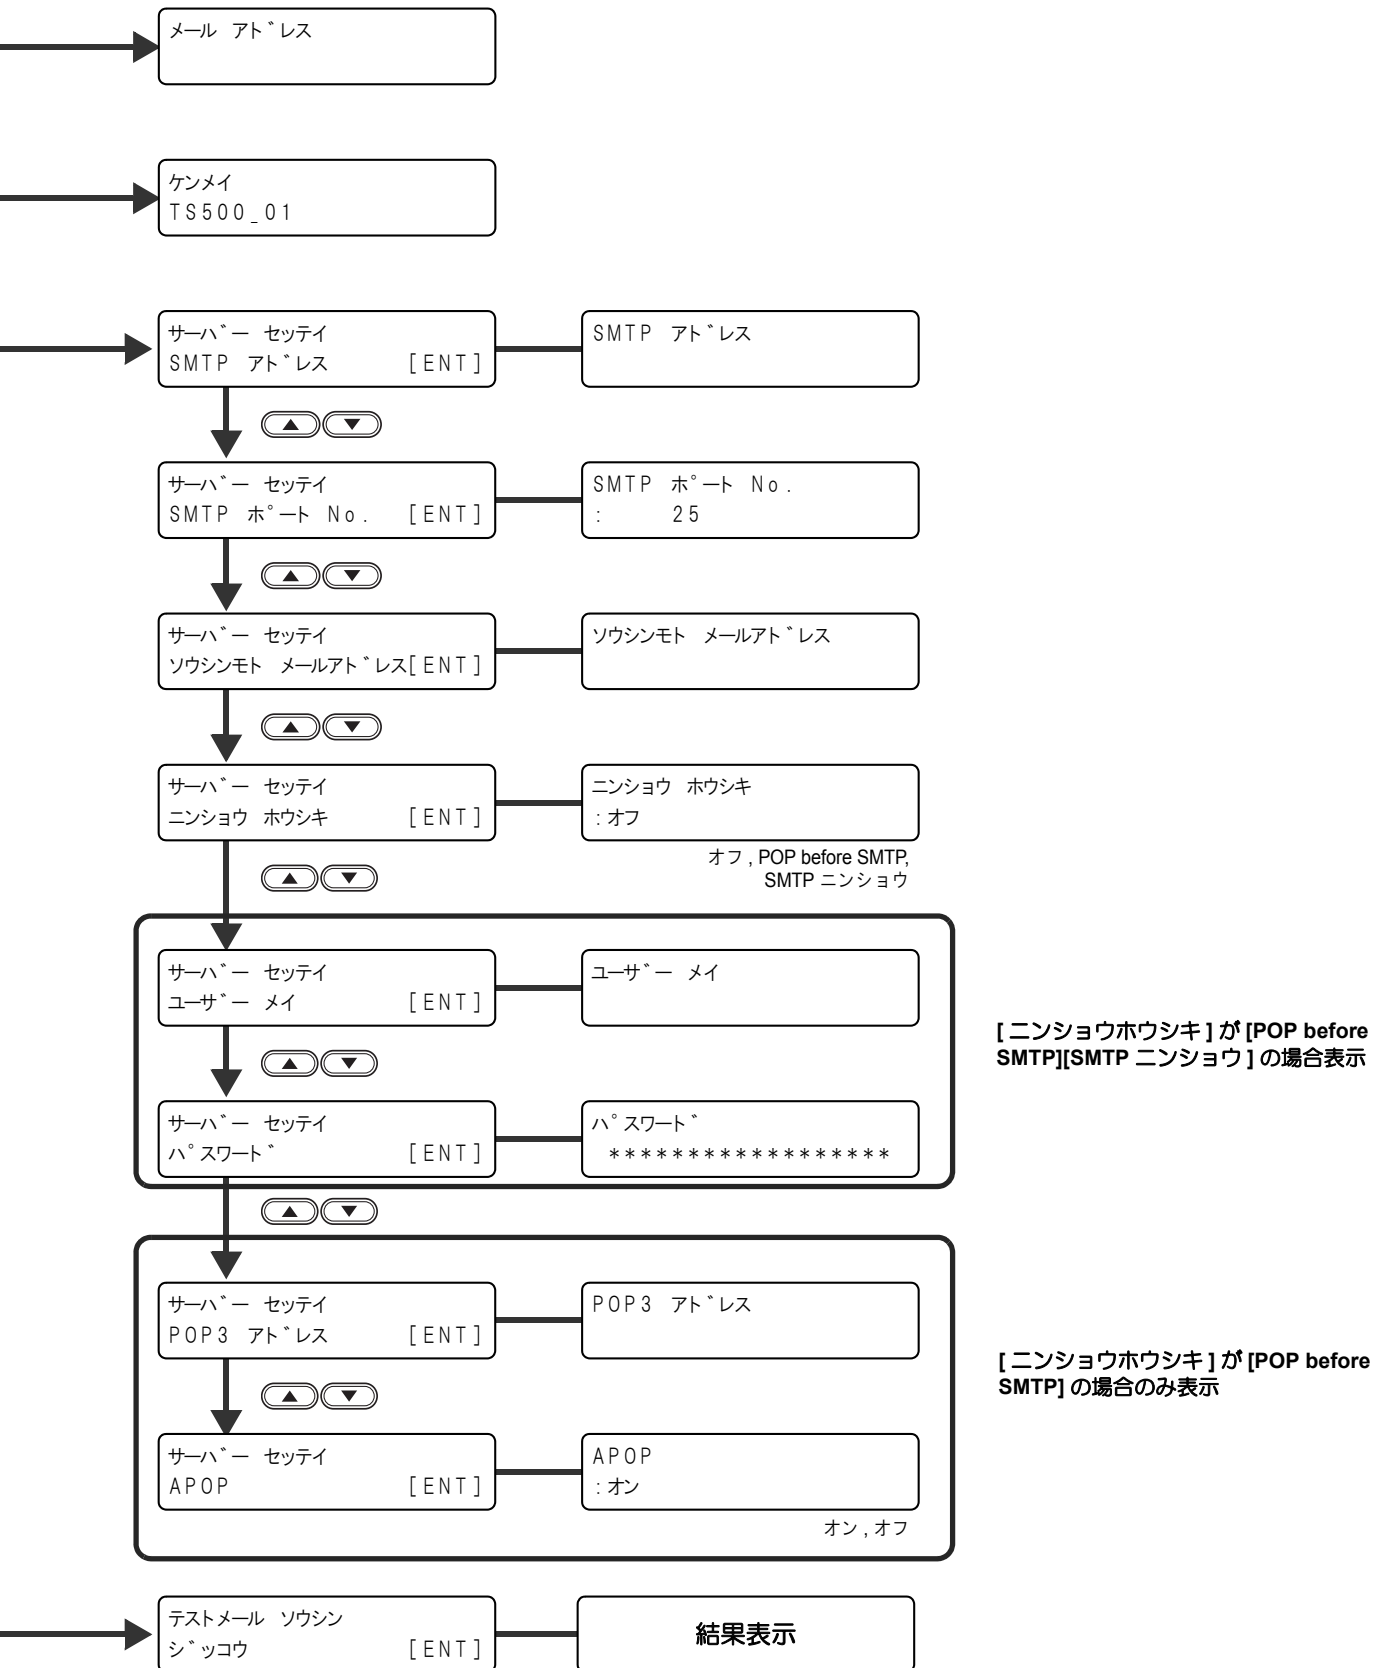 メール アドレス
ケンメイ
TS500_01
サーバー セッテイ
SMTP アドレス [ENT]
SMTP アドレス
サーバー セッテイ
SMTP ポート No. [ENT]
SMTP ポート No.
: 25
サーバー セッテイ
ソウシンモト メールアドレス[ENT]
ソウシンモト メールアドレス
サーバー セッテイ
ニンショウ ホウシキ [ENT]
ニンショウ ホウシキ
:オフ
オフ , POP before SMTP,
SMTP ニンショウ
サーバー セッテイ
ユーザー メイ [ENT]
ユーザー メイ
[ ニンショウホウシキ ] が [POP before
SMTP][SMTP ニンショウ ] の場合表示
サーバー セッテイ
パスワード [ENT]
パスワード
******************
サーバー セッテイ
POP3 アドレス [ENT]
POP3 アドレス
[ ニンショウホウシキ ] が [POP before
SMTP] の場合のみ表示
サーバー セッテイ
APOP [ENT]
APOP
:オン
オン , オフ
テストメール ソウシン
ジッコウ [ENT]
結果表示